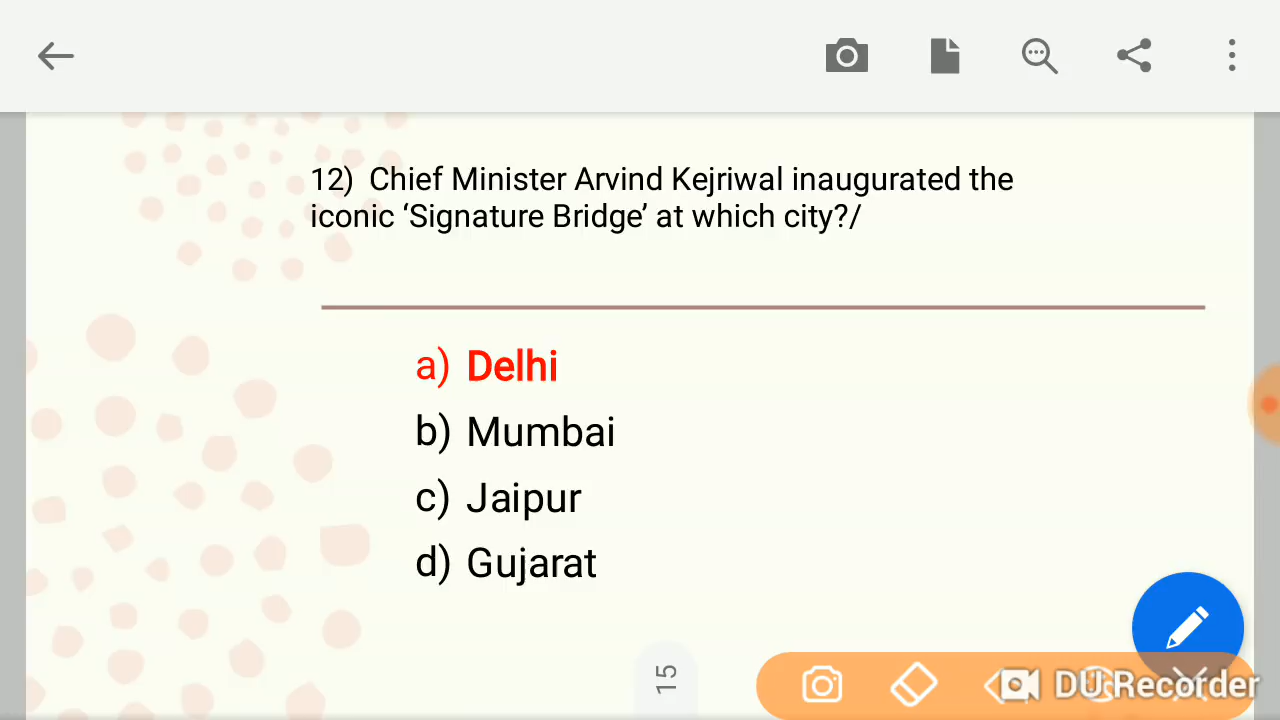 12) Chief Minister Arvind Kejriwal inaugurated the
iconic ‘Signature Bridge’ at which city?/
a) Delhi
b) Mumbai
c) Jaipur
d) Gujarat
15
DU Recorder